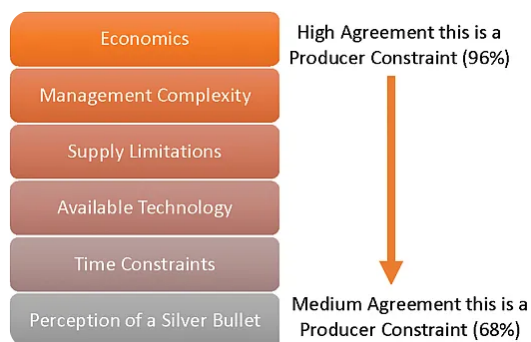 Economics
High Agreement this is a
Producer Constraint (96%)
Management Complexity
Supply Limitations
Available Technology
Time Constraints
Perception of a Silver Bullet
Medium Agreement this is a
Producer Constraint (68%)